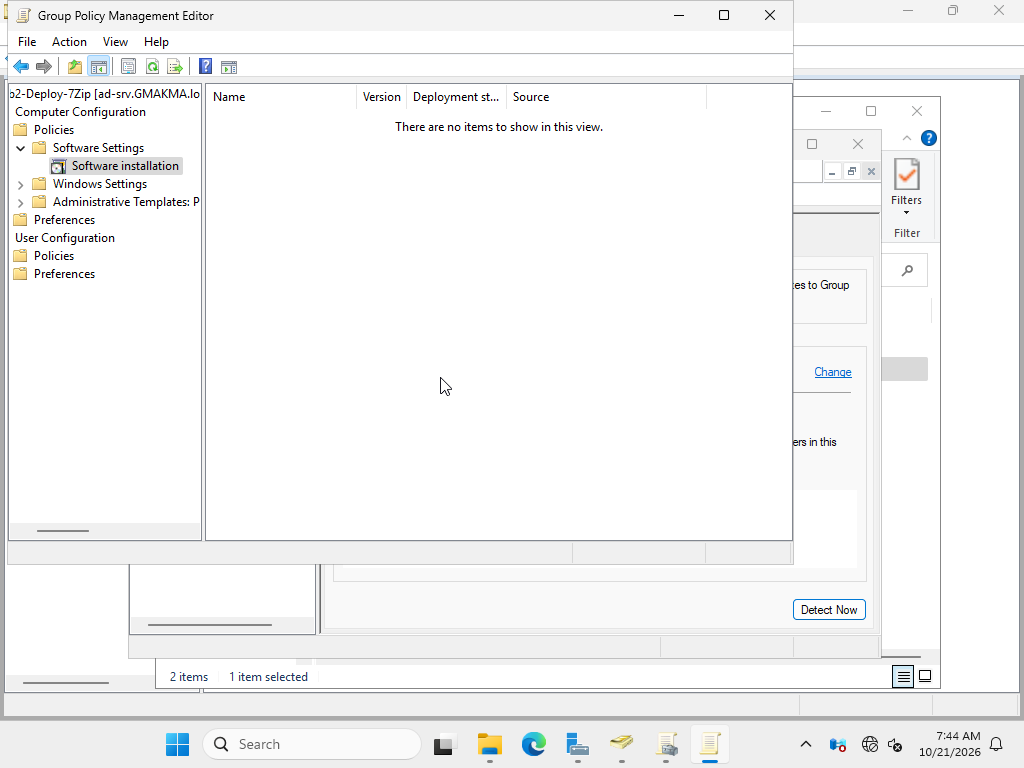 Group Policy Management Editor
File Action View Help
o2-Deploy-7Zip [ad-srv.GMAKMA.lo
Computer Configuration
Policies
Software Settings
Software installation
Windows Settings
Administrative Templates: P
Preferences
User Configuration
Policies
Preferences
Name Version Deployment st... Source
There are no items to show in this view.
Filters
Filter
es to Group
Change
ers in this
Detect Now
2 items 1 item selected
Search
7:44 AM
10/21/2026